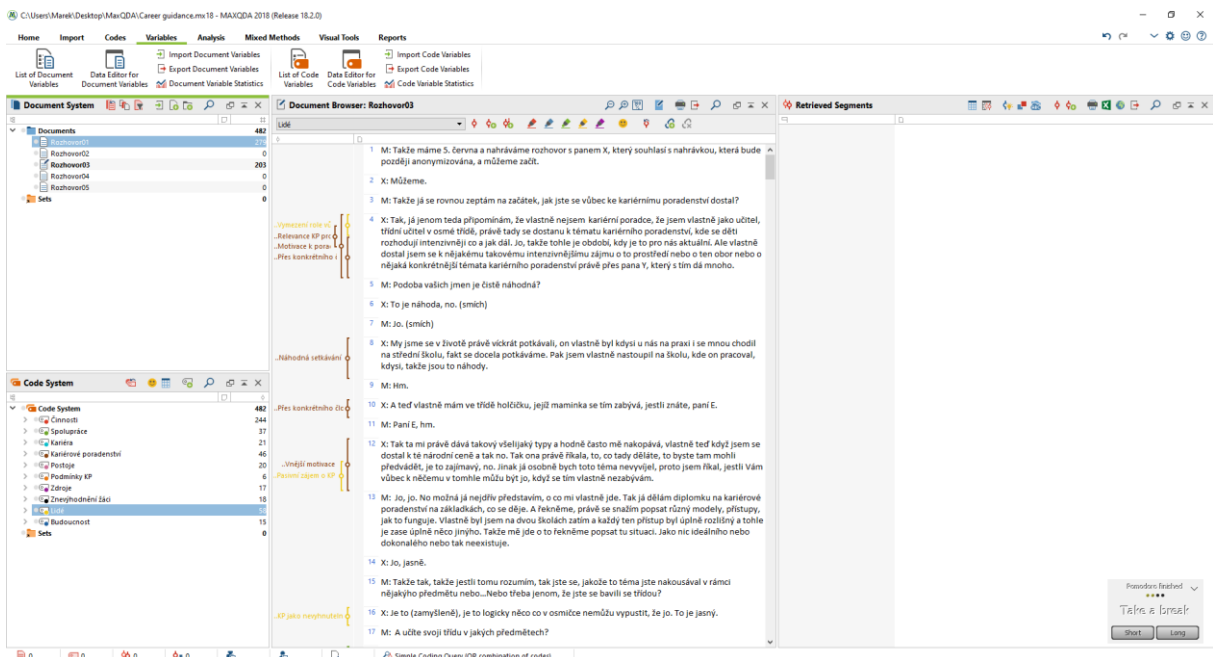 C:\Users\Marek\Desktop\MaxQDA\Career guidance.mx18 - MAXQDA 2018 (Release 18.2.0)
Home Import Codes Variables Analysis Mixed Methods Visual Tools Reports
List of Document Variables
Data Editor for Document Variables
Import Document Variables
Export Document Variables
Document Variable Statistics
List of Code Variables
Data Editor for Code Variables
Import Code Variables
Export Code Variables
Code Variable Statistics
Document System
Documents 482
Rozhovor01 279
Rozhovor02 0
Rozhovor03 203
Rozhovor04 0
Rozhovor05 0
Sets 0
Code System
Code System 482
Činnosti 244
Spolupráce 37
Kariéra 21
Kariérové poradenství 46
Postoje 20
Podmínky KP 6
Zdroje 17
Znevýhodnění žáci 18
Lidé 58
Budoucnost 15
Sets 0
Document Browser: Rozhovor03
Lidé
1 M: Takže máme 5. června a nahráváme rozhovor s panem X, který souhlasí s nahrávkou, která bude
později anonymizována, a můžeme začít.
2 X: Můžeme.
3 M: Takže já se rovnou zeptám na začátek, jak jste se vůbec ke kariérnímu poradenství dostal?
..Vymezení role
..Relevance KP pro
..Motivace k pora
..Přes konkrétního
4 X: Tak, já jenom teda připomínám, že vlastně nejsem kariérní poradce, že jsem vlastně jako učitel,
třídní učitel v osmé třídě, právě tady se dostanu k tématu kariérního poradenství, kde se děti
rozhodují intenzivněji co a jak dál. Jo, takže tohle je období, kdy je to pro nás aktuální. Ale vlastně
dostal jsem se k nějakému takovému intenzivnějšímu zájmu o to prostředí nebo o ten obor nebo o
nějaká konkrétnější témata kariérního poradenství právě přes pana Y, který s tím dá mnoho.
5 M: Podoba vašich jmen je čistě náhodná?
6 X: To je náhoda, no. (smích)
7 M: Jo. (smích)
..Náhodná setkávání
8 X: My jsme se v životě právě víckrát potkávali, on vlastně byl kdysi u nás na praxi i se mnou chodil
na střední školu, fakt se docela potkáváme. Pak jsem vlastně nastoupil na školu, kde on pracoval,
kdysi, takže jsou to náhody.
9 M: Hm.
..Přes konkrétního
10 X: A teď vlastně mám ve třídě holčičku, jejíž maminka se tím zabývá, jestli znáte, paní E.
11 M: Paní E, hm.
..Vnější motivace
..Pasivní zájem o KP
12 X: Tak ta mi právě dává takový všelijaký typy a hodně často mě nakopává, vlastně teď když jsem se
dostal k té národní ceně a tak no. Tak ona právě říkala, to, co tady děláte, to byste tam mohli
předvádět, je to zajímavý, no. Jinak já osobně bych toto téma nevyvíjel, proto jsem říkal, jestli Vám
vůbec k něčemu v tomhle můžu být jo, když se tím vlastně nezabývám.
13 M: Jo, jo. No možná já nejdřív představím, o co mi vlastně jde. Tak já dělám diplomku na kariérové
poradenství na základkách, co se děje. A řekněme, právě se snažím popsat různý modely, přístupy,
jak to funguje. Vlastně byl jsem na dvou školách zatím a každý ten přístup byl úplně rozlišný a tohle
je zase úplně něco jinýho. Takže mě jde o to řekněme popsat tu situaci. Jako nic ideálního nebo
dokonalého nebo tak neexistuje.
14 X: Jo, jasně.
15 M: Takže tak, takže jestli tomu rozumím, tak jste se, jakože to téma jste nakousával v rámci
nějakýho předmětu nebo...Nebo třeba jenom, že jste se bavili se třídou?
..KP jako
16 X: Je to (zamyšleně), je to logicky něco co v osmičce nemůžu vypustit, že jo. To je jasný.
17 M: A učíte svoji třídu v jakých předmětech?
Retrieved Segments
Pomodoro finished
Take a break
Short Long
0 0 0 0 Simple Coding Query (OR combination of codes)